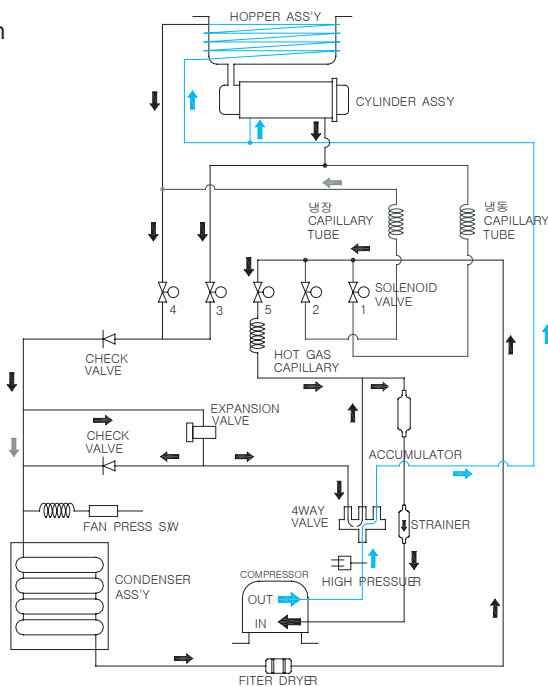 n
HOPPER ASS'Y
CYLINDER ASS'Y
냉장
CAPILLARY
TUBE
냉동
CAPILLARY
TUBE
SOLENOID
VALVE
4
3
5
2
1
CHECK
VALVE
HOT GAS
CAPILLARY
EXPANSION
VALVE
CHECK
VALVE
ACCUMULATOR
4WAY
VALVE
STRAINER
FAN PRESS S/W
HIGH PRESSUER
CONDENSER
ASS'Y
COMPRESSOR
OUT
IN
FITER DRYER